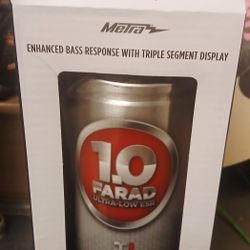 Metra
ENHANCED BASS RESPONSE WITH TRIPLE SEGMENT DISPLAY
1.0
FARAD
ULTRA-LOW ESR